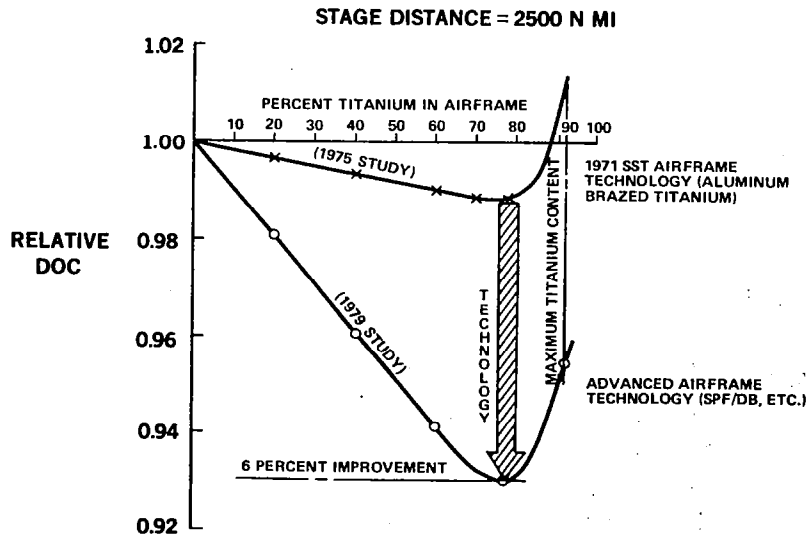 STAGE DISTANCE = 2500 N MI
1.02
PERCENT TITANIUM IN AIRFRAME
10 20 30 40 50 60 70 80 90 100
1.00
(1975 STUDY)
1971 SST AIRFRAME
TECHNOLOGY (ALUMINUM
BRAZED TITANIUM)
MAXIMUM TITANIUM CONTENT
RELATIVE
DOC
0.98
(1979 STUDY)
TECHNOLOGY
0.96
ADVANCED AIRFRAME
TECHNOLOGY (SPF/DB, ETC.)
0.94
6 PERCENT IMPROVEMENT
0.92